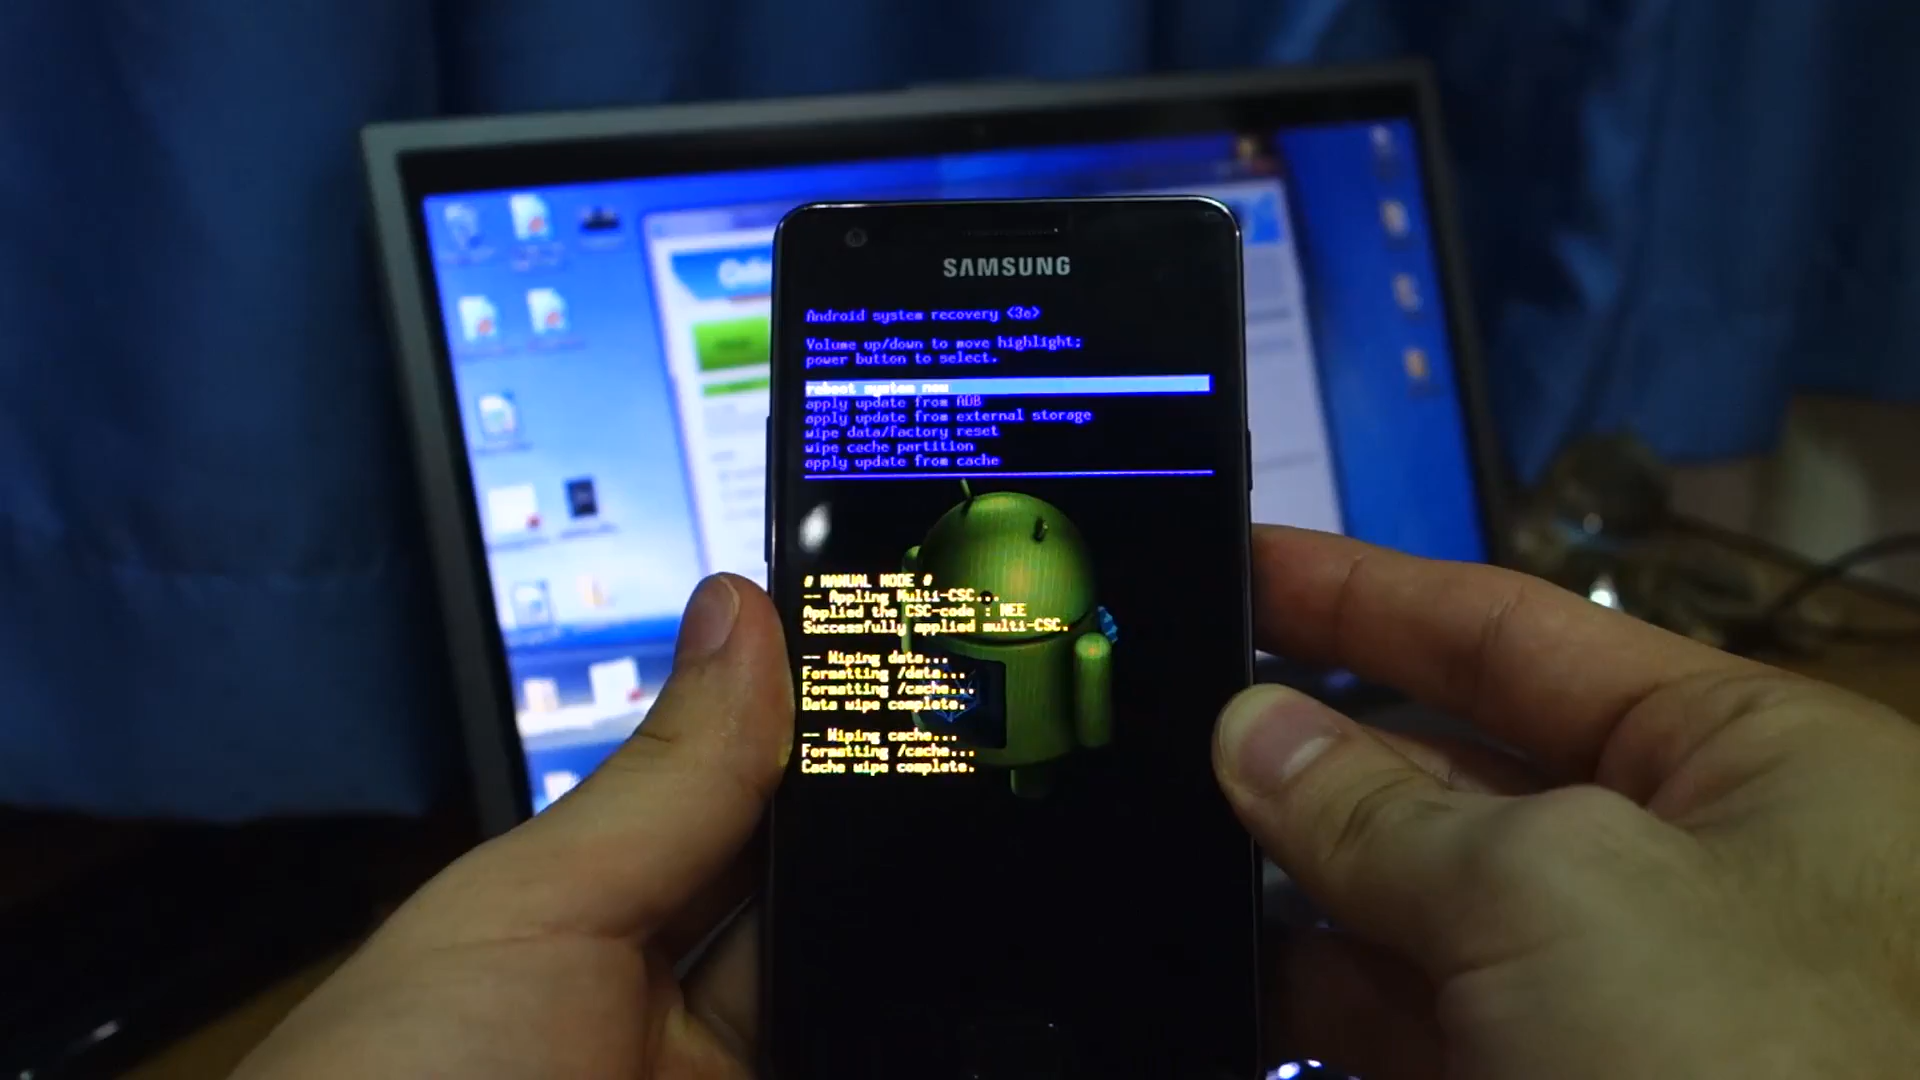 SAMSUNG
Android system recovery <3e>
Volume up/down to move highlight;
power button to select.
reboot system now
apply update from ADB
apply update from external storage
wipe data/factory reset
wipe cache partition
apply update from cache
# MANUAL MODE #
-- Appling Multi-CSC...
Applied the CSC-code : NEE
Successfully applied multi-CSC.
-- Wiping data...
Formatting /data...
Formatting /cache...
Data wipe complete.
-- Wiping cache...
Formatting /cache...
Cache wipe complete.